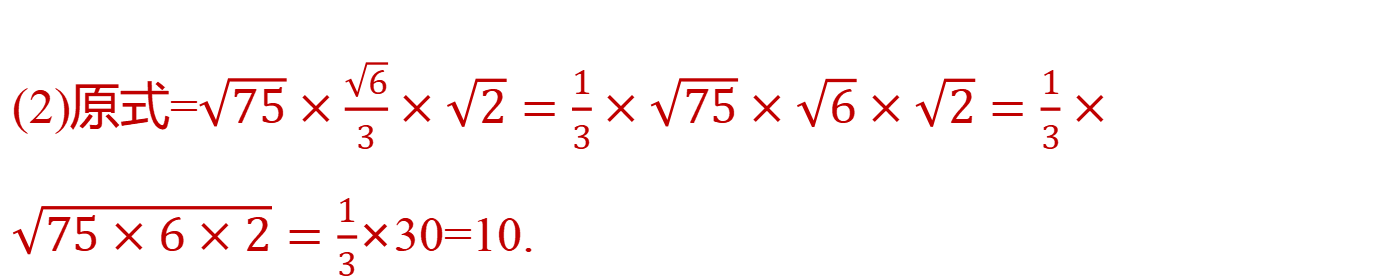 (2)原式=√75 × √6/3 × √2 = 1/3 × √75 × √6 × √2 = 1/3 ×
√(75 × 6 × 2) = 1/3 ×30=10.